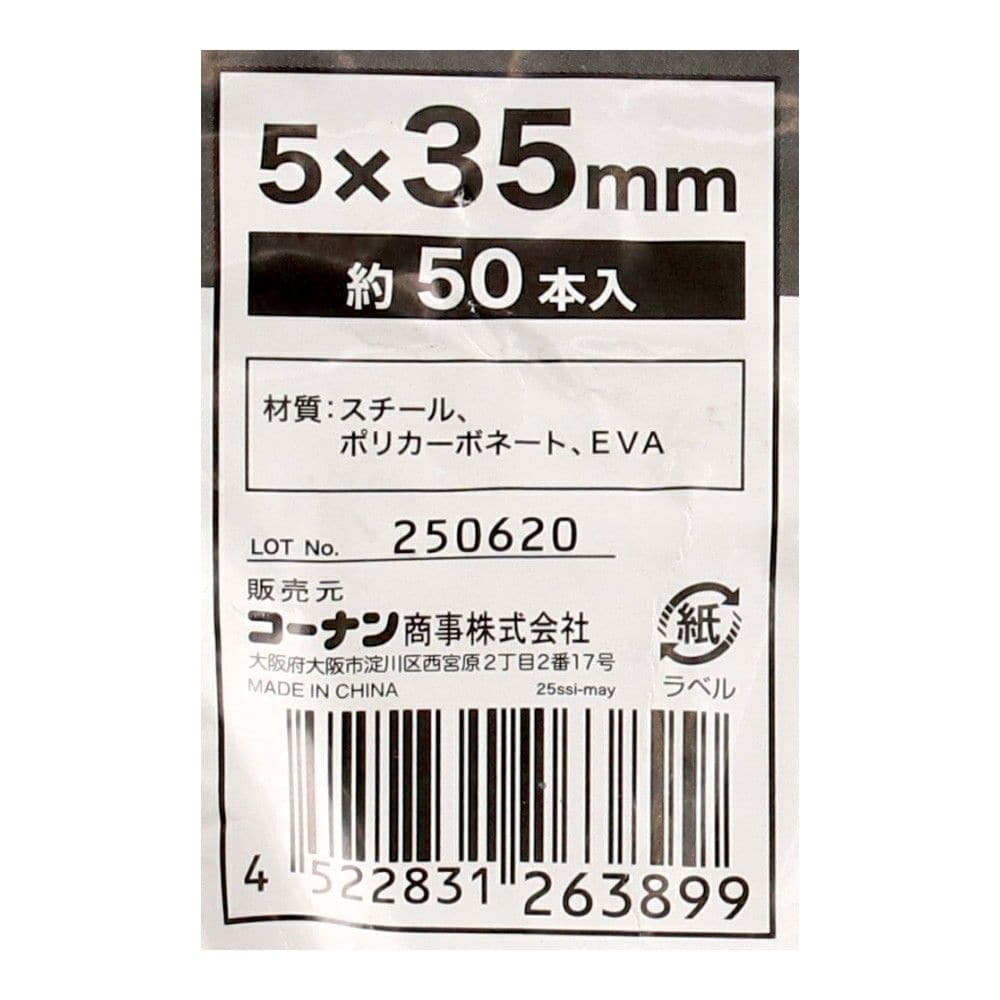 5×35mm
約50本入
材質:スチール、
ポリカーボネート、EVA
LOT No. 250620
販売元
コーナン商事株式会社
大阪府大阪市淀川区西宮原2丁目2番17号
MADE IN CHINA 25ssi-may
紙
ラベル
4 522831 263899